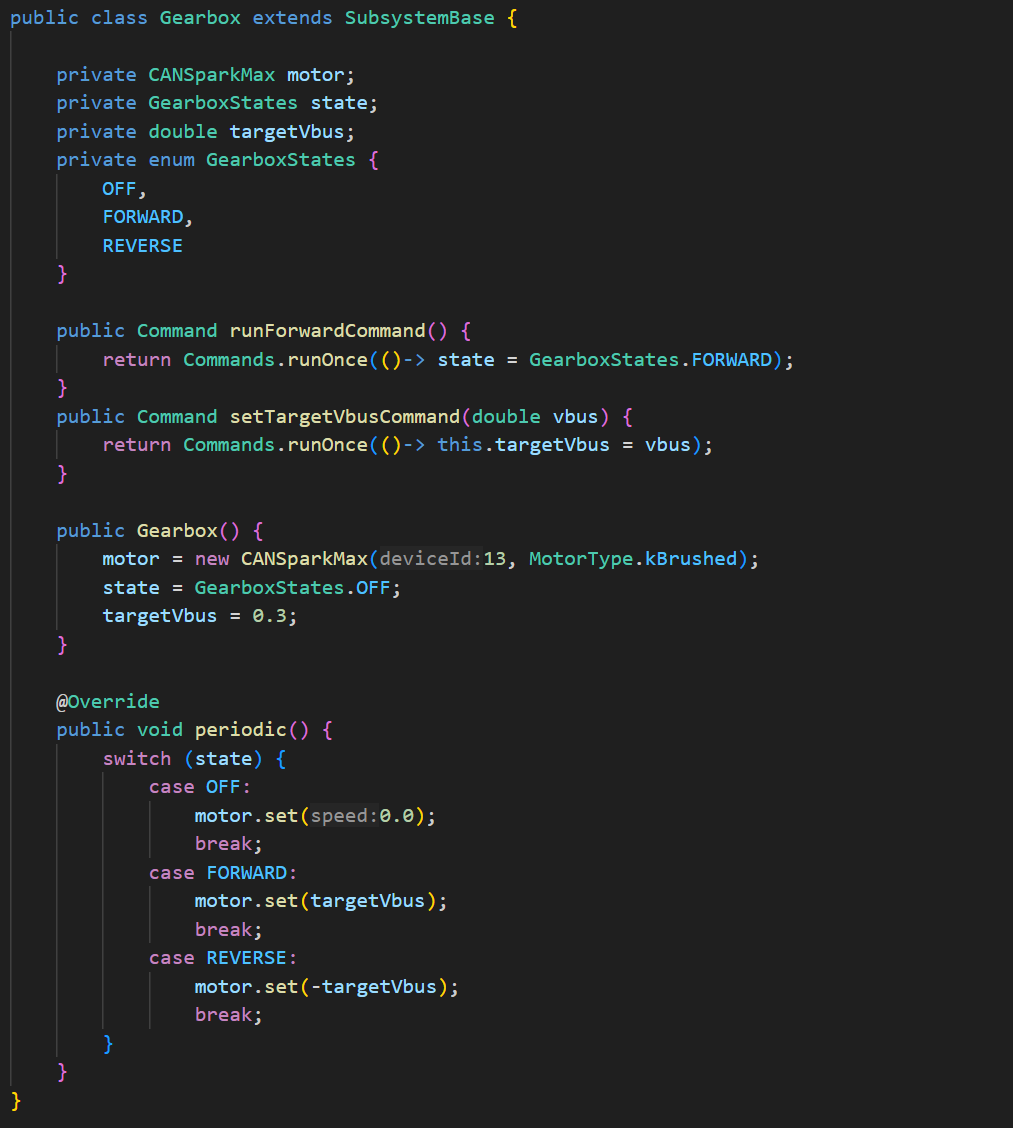 public class Gearbox extends SubsystemBase {
private CANSparkMax motor;
private GearboxStates state;
private double targetVbus;
private enum GearboxStates {
OFF,
FORWARD,
REVERSE
}
public Command runForwardCommand() {
return Commands.runOnce(()-> state = GearboxStates.FORWARD);
}
public Command setTargetVbusCommand(double vbus) {
return Commands.runOnce(()-> this.targetVbus = vbus);
}
public Gearbox() {
motor = new CANSparkMax(deviceId:13, MotorType.kBrushed);
state = GearboxStates.OFF;
targetVbus = 0.3;
}
@Override
public void periodic() {
switch (state) {
case OFF:
motor.set(speed:0.0);
break;
case FORWARD:
motor.set(targetVbus);
break;
case REVERSE:
motor.set(-targetVbus);
break;
}
}
}